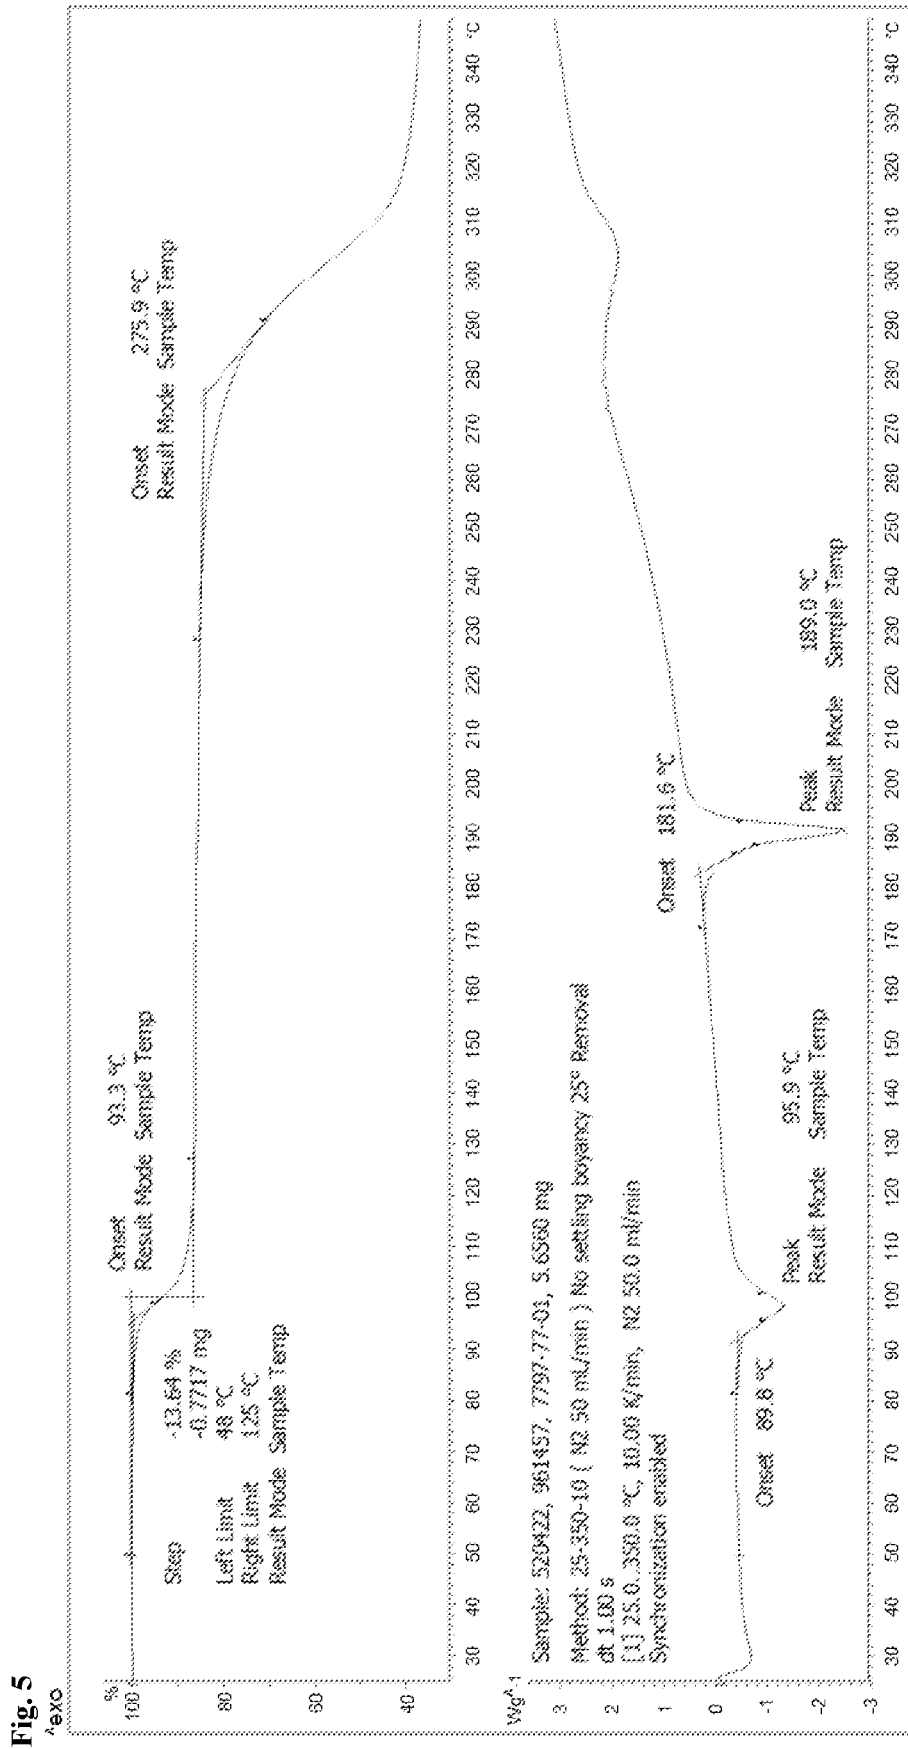 Fig. 5
^exo
%
100
80
60
40
Step -13.64 %
-0.7717 mg
Left Limit 48 °C
Right Limit 125 °C
Result Mode Sample Temp
Onset 93.3 °C
Result Mode Sample Temp
Onset 275.9 °C
Result Mode Sample Temp
30 40 50 60 70 80 90 100 110 120 130 140 150 160 170 180 190 200 210 220 230 240 250 260 270 280 290 300 310 320 330 340 °C
Wg^-1
3
2
1
0
-1
-2
-3
Sample: 520422, 961457, 7797-77-01, 5.6560 mg
Method: 25-350-10 ( N2 50 mL/min ) No settling boyancy 25° Removal
dt 1.00 s
[1] 25.0..350.0 °C, 10.00 K/min, N2 50.0 ml/min
Synchronization enabled
Onset 89.8 °C
Peak 95.9 °C
Result Mode Sample Temp
Onset 181.6 °C
Peak 189.0 °C
Result Mode Sample Temp
30 40 50 60 70 80 90 100 110 120 130 140 150 160 170 180 190 200 210 220 230 240 250 260 270 280 290 300 310 320 330 340 °C